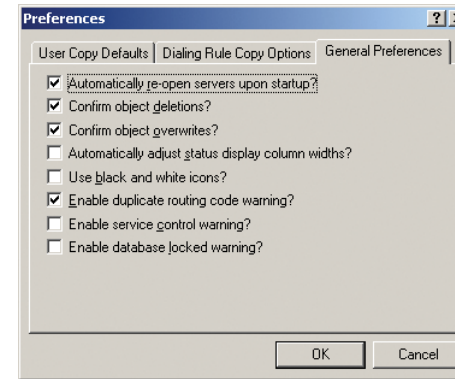 Preferences
User Copy Defaults Dialing Rule Copy Options General Preferences
Automatically re-open servers upon startup?
Confirm object deletions?
Confirm object overwrites?
Automatically adjust status display column widths?
Use black and white icons?
Enable duplicate routing code warning?
Enable service control warning?
Enable database locked warning?
OK Cancel